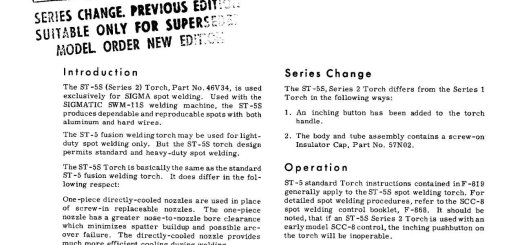 SERIES CHANGE. PREVIOUS
SUITABLE ONLY FOR
MODEL. ORDER NEW
Introduction
The ST-5S (Series 2) Torch, Part No. 46V34, is used
exclusively for SIGMA spot welding. Used with the
SIGMATIC SWM-11S welding machine, the ST-5S
produces dependable and reproducable spots with both
aluminum and hard wires.
The ST-5 fusion welding torch may be used for light-
duty spot welding only. But the ST-5S torch design
permits standard and heavy-duty spot welding.
The ST-5S Torch is basically the same as the standard
ST-5 fusion welding torch. It does differ in the fol-
lowing respect:
One-piece directly-cooled nozzles are used in place
of screw-in replaceable nozzles. The one-piece
nozzle has a greater nose-to-nozzle bore clearance
which minimizes spatter buildup and possible arc-
over failure. The directly-cooled nozzle provides
much more efficient cooling during welding
Series Change
The ST-5S, Series 2 Torch differs from the Series 1
Torch in the following ways:
1. An inching button has been added to the torch
handle.
2. The body and tube assembly contains a screw-on
Insulator Cap, Part No. 57N02.
Operation
ST-5 standard Torch instructions contained in F-819
generally apply to the ST-5S spot welding torch. For
detailed spot welding procedures, refer to the SCC-8
spot welding control booklet, F-868. It should be
noted, that if an ST-5S Series 2 Torch is used with an
early model SCC-8 control, the inching pushbutton on
the torch will be inoperable.